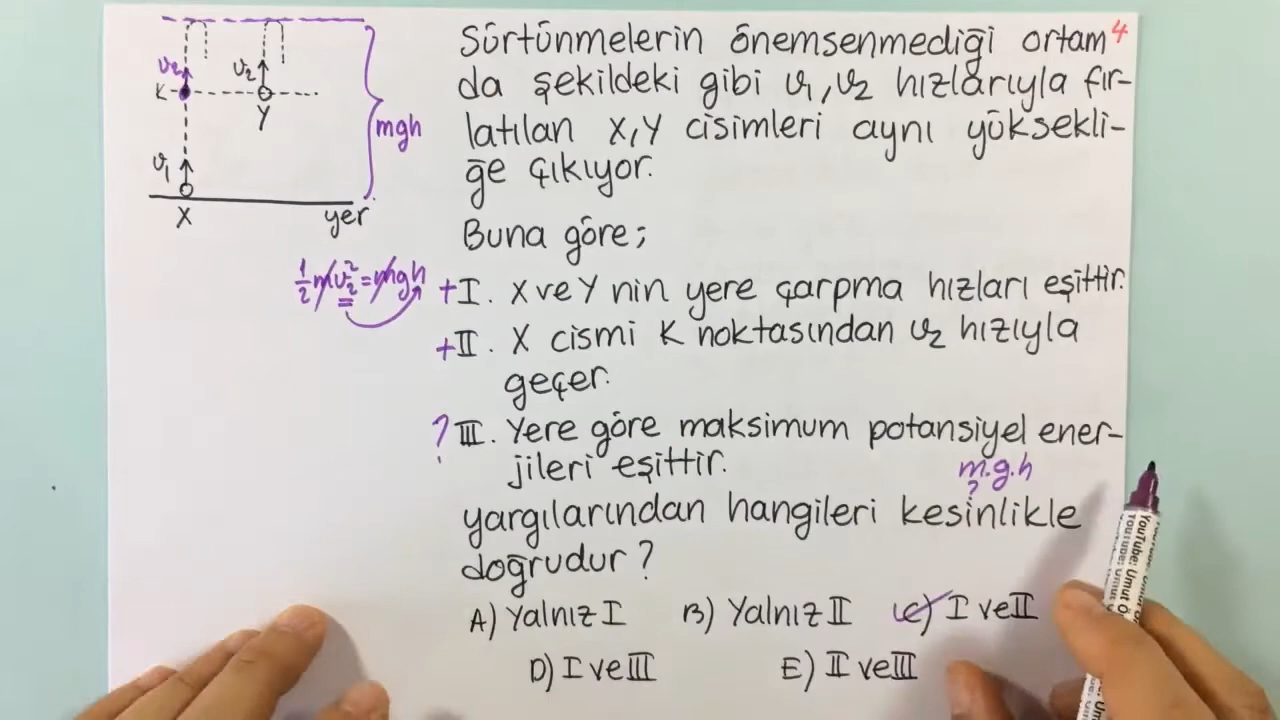 Sürtünmelerin önemsenmediği ortam 4
da şekildeki gibi v1, v2 hızlarıyla fır-
latılan X,Y cisimleri aynı yüksekli-
ğe çıkıyor.
Buna göre;
+ I. X ve Y nin yere çarpma hızları eşittir.
+ II. X cismi K noktasından v2 hızıyla
geçer.
? III. Yere göre maksimum potansiyel ener-
jileri eşittir.
m.g.h
?
yargılarından hangileri kesinlikle
doğrudur?
A) Yalnız I B) Yalnız II C) I ve II
D) I ve III E) II ve III
v2
v2
K
Y
mgh
v1
X
yer
1/2 mv2² = mgh
YouTube: Umut Ö